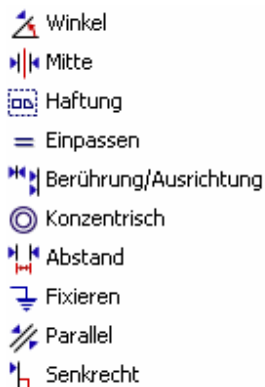 Winkel
Mitte
Haftung
Einpassen
Berührung/Ausrichtung
Konzentrisch
Abstand
Fixieren
Parallel
Senkrecht